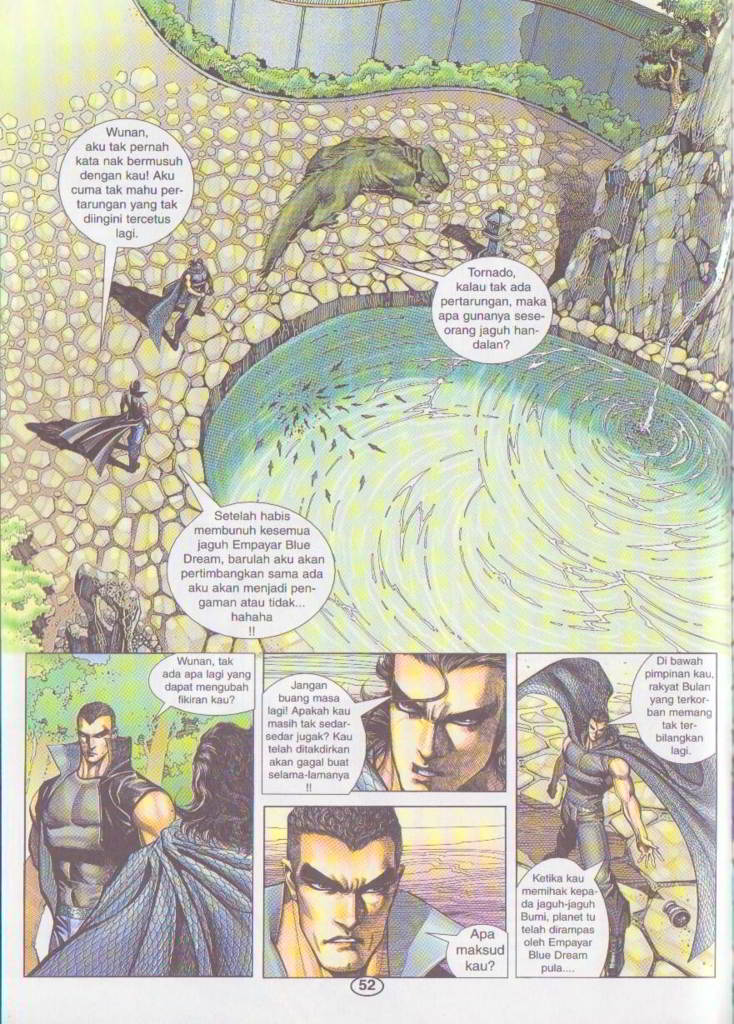 Wunan,
aku tak pernah
kata nak bermusuh
dengan kau! Aku
cuma tak mahu per-
tarungan yang tak
diingini tercetus
lagi.
Tornado,
kalau tak ada
pertarungan, maka
apa gunanya sese-
orang jaguh han-
dalan?
Setelah habis
membunuh kesemua
jaguh Empayar Blue
Dream, barulah aku akan
pertimbangkan sama ada
aku akan menjadi pen-
gaman atau tidak...
hahaha
!!
Wunan, tak
ada apa lagi yang
dapat mengubah
fikiran kau?
Jangan
buang masa
lagi! Apakah kau
masih tak sedar-
sedar jugak? Kau
telah ditakdirkan
akan gagal buat
selama-lamanya
!!
Apa
maksud
kau?
Di bawah
pimpinan kau,
rakyat Bulan
yang terkor-
ban memang
tak ter-
bilangkan
lagi.
Ketika kau
memihak kepa-
da jaguh-jaguh
Bumi, planet tu
telah dirampas
oleh Empayar
Blue Dream
pula....
52